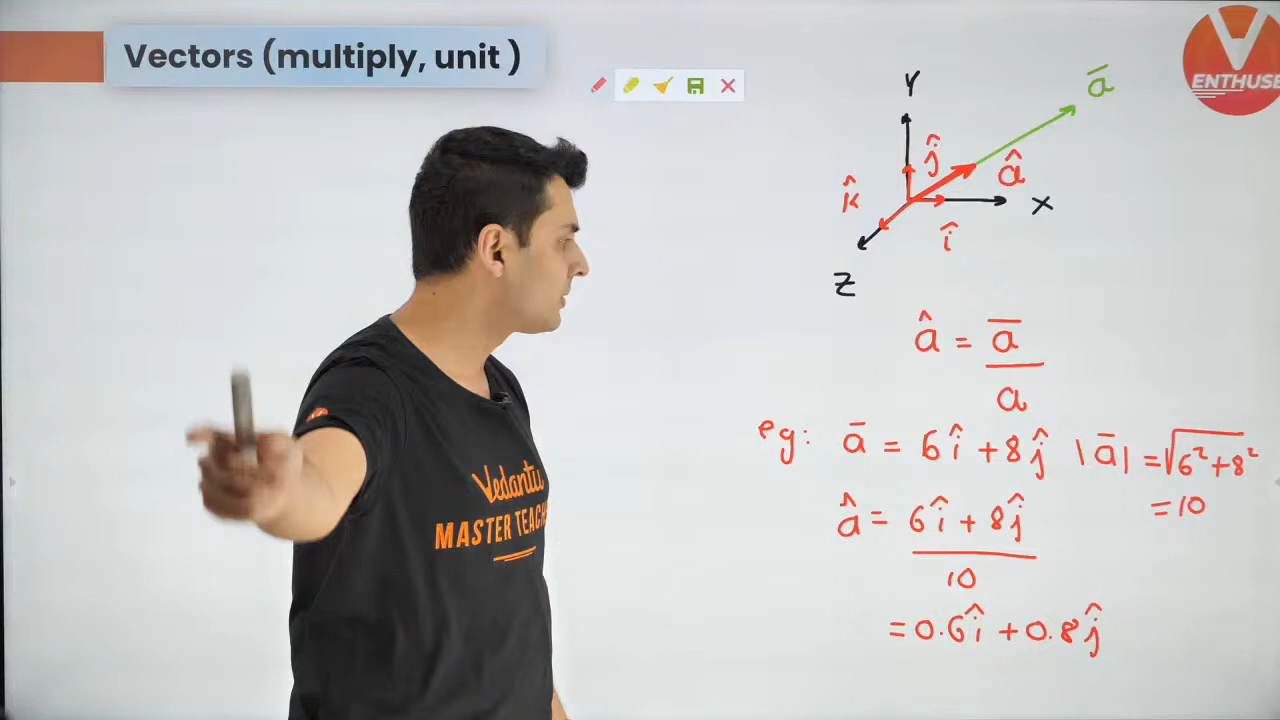 Vectors (multiply, unit )
V
ENTHUSE
Y
a̅
ĵ
â
k̂
X
î
Z
â = a̅
a
eg: a̅ = 6î + 8ĵ |a̅| = √6² + 8²
= 10
â = 6î + 8ĵ
10
= 0.6î + 0.8ĵ
Vedantu
MASTER TEACH